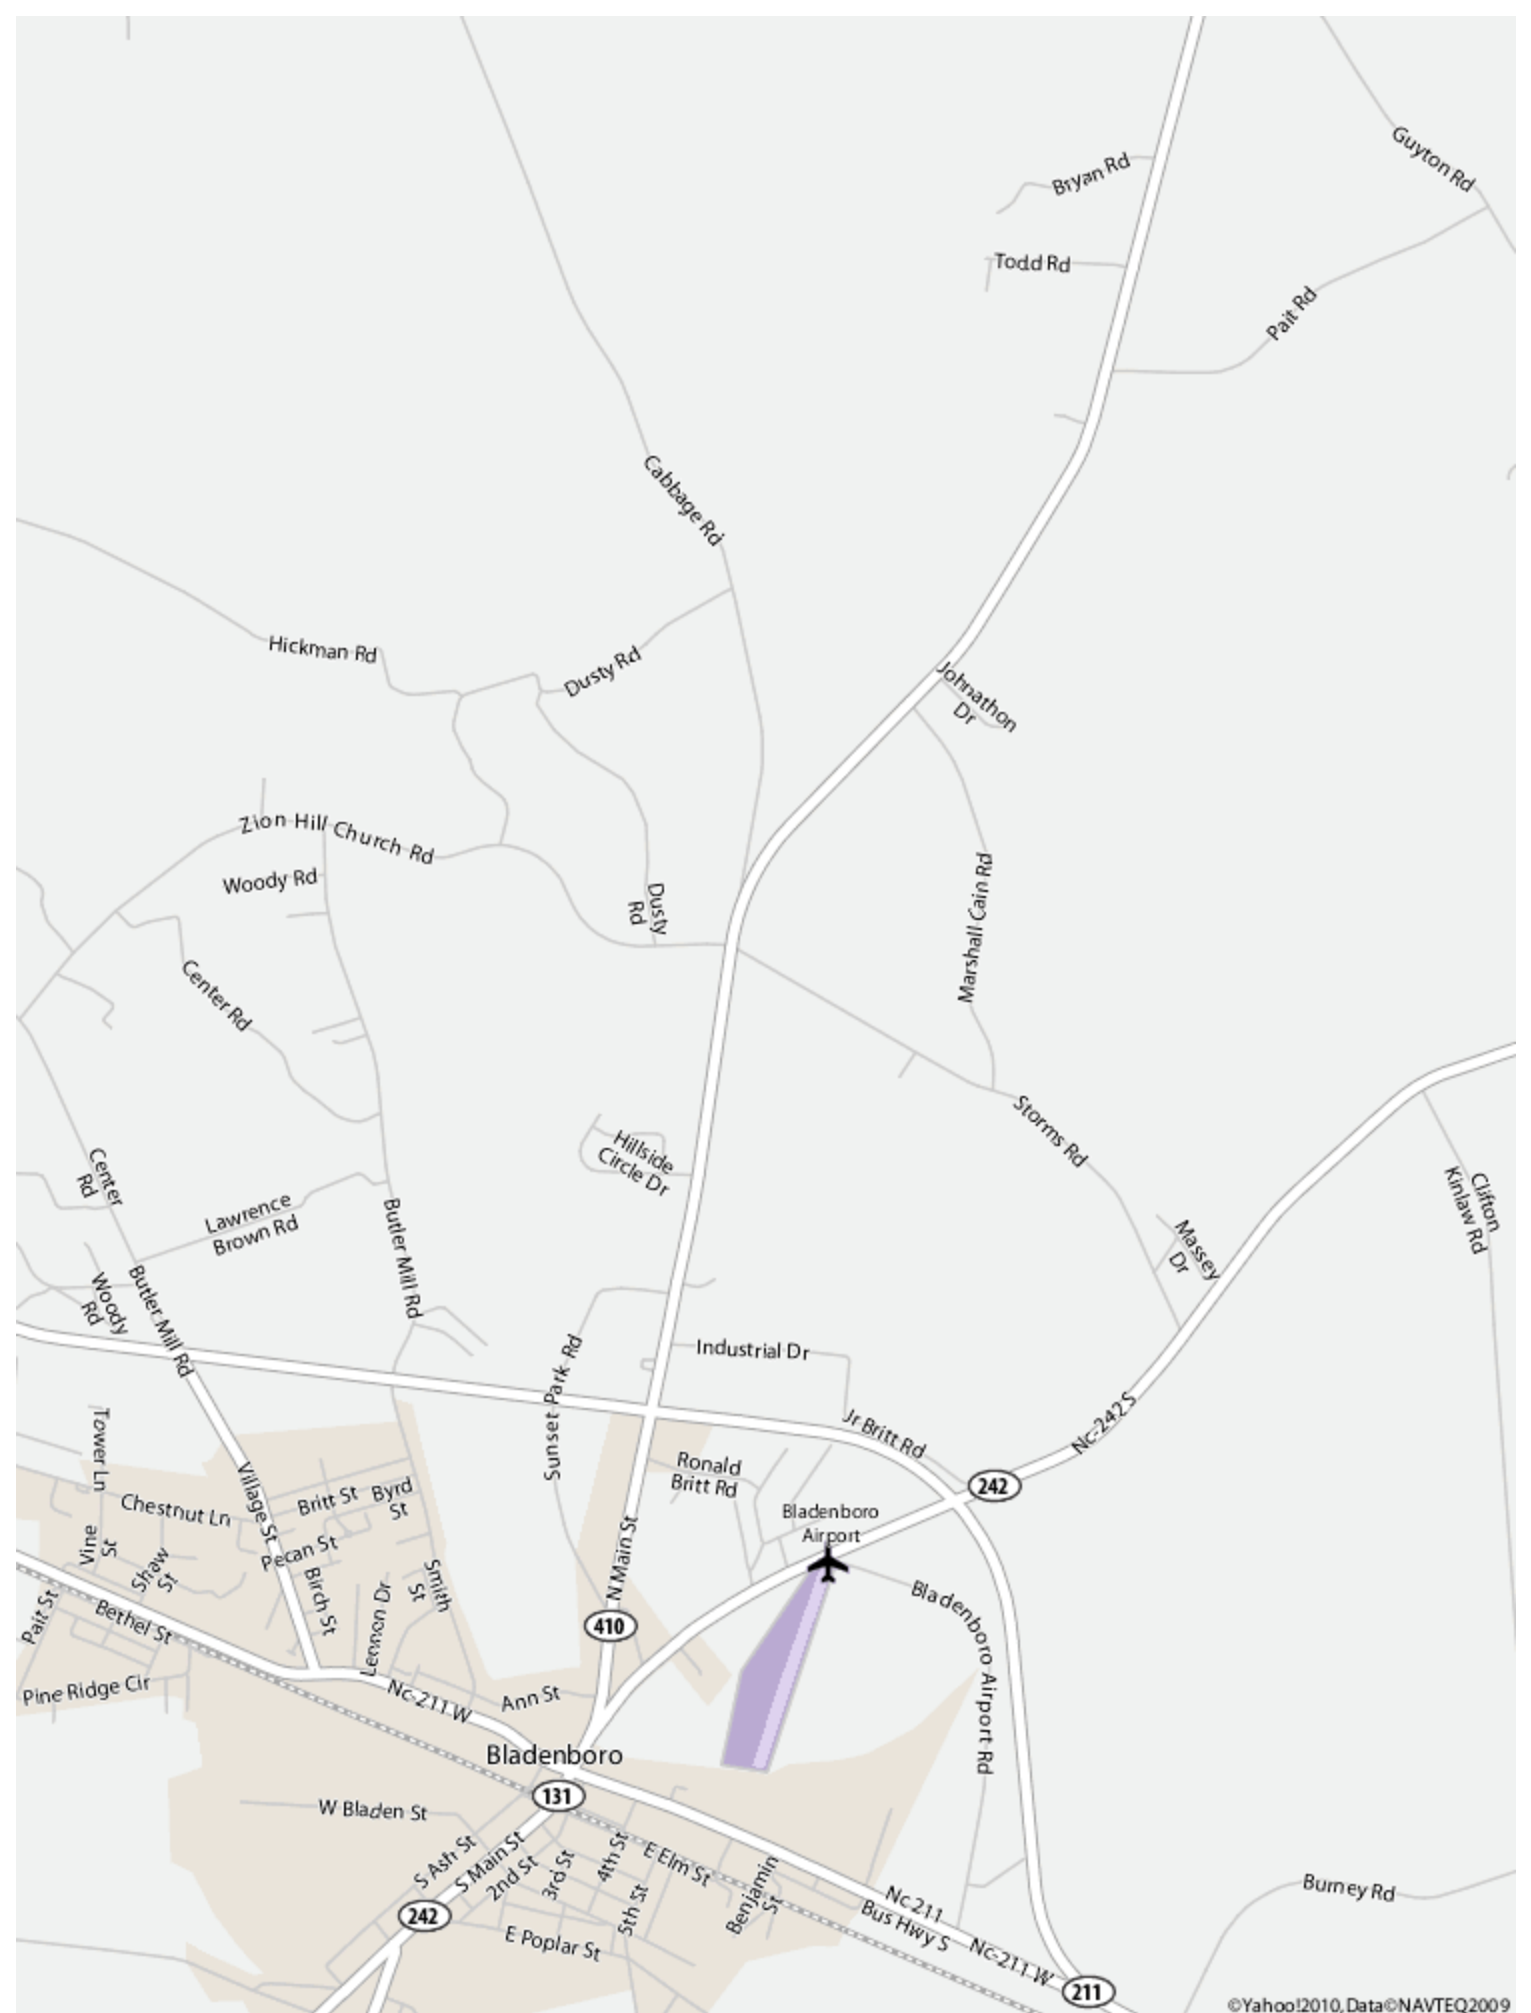 Guyton Rd
Bryan Rd
Todd Rd
Pait Rd
Cabbage Rd
Hickman Rd
Dusty Rd
Johnathon
Dr
Zion Hill Church Rd
Woody Rd
Dusty
Rd
Marshall Cain Rd
Center Rd
Storms Rd
Hillside
Circle Dr
Center
Rd
Lawrence
Brown Rd
Butler Mill Rd
Clifton
Kinlaw Rd
Massey
Dr
Woody
Rd
Butler Mill Rd
Industrial Dr
Sunset Park Rd
Jr Britt Rd
Nc-242 S
Tower Ln
Ronald
Britt Rd
242
Village St
Britt St
Byrd
St
Chestnut Ln
Bladenboro
Airport
Vine
St
Pecan St
N Main St
Shaw
St
Birch St
Smith
St
Lennon Dr
Bladenboro Airport Rd
Pait St
Bethel St
410
Pine Ridge Cir
Nc-211 W
Ann St
Bladenboro
131
W Bladen St
S Ash St
S Main St
2nd St
3rd St
4th St
E Elm St
5th St
Benjamin
St
Burney Rd
Nc 211
Bus Hwy S
242
E Poplar St
Nc-211 W
211
©Yahoo!2010, Data©NAVTEQ2009